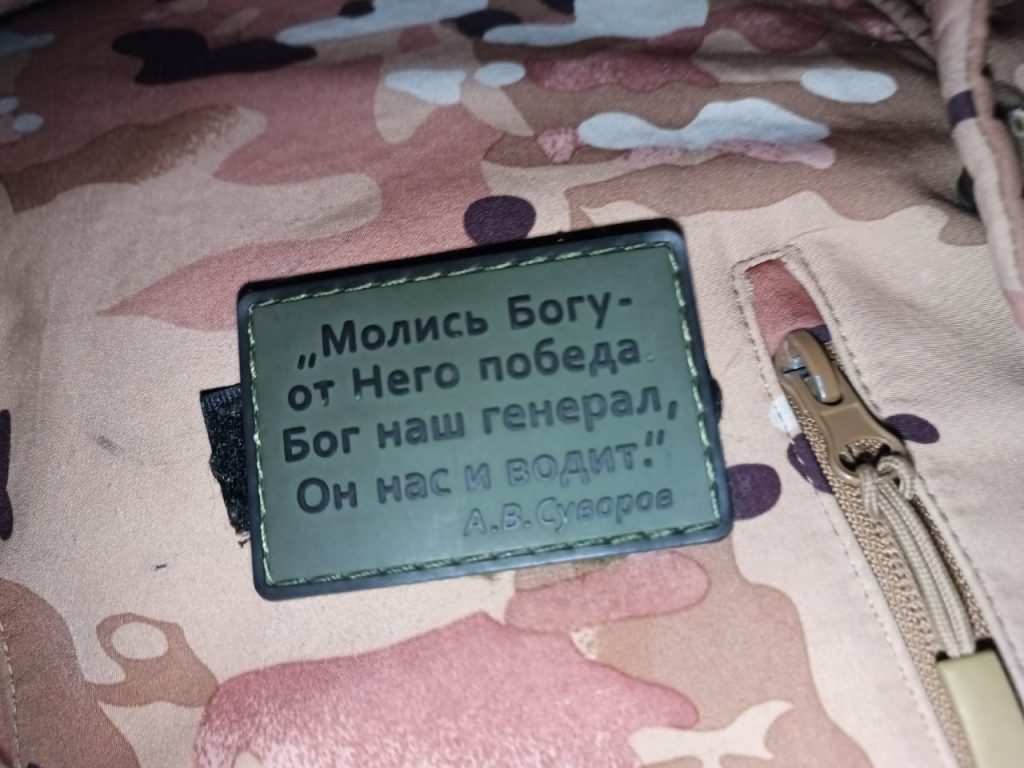 „Молись Богу-
от Него победа.
Бог наш генерал,
Он нас и водит.“
А.В.Суворов